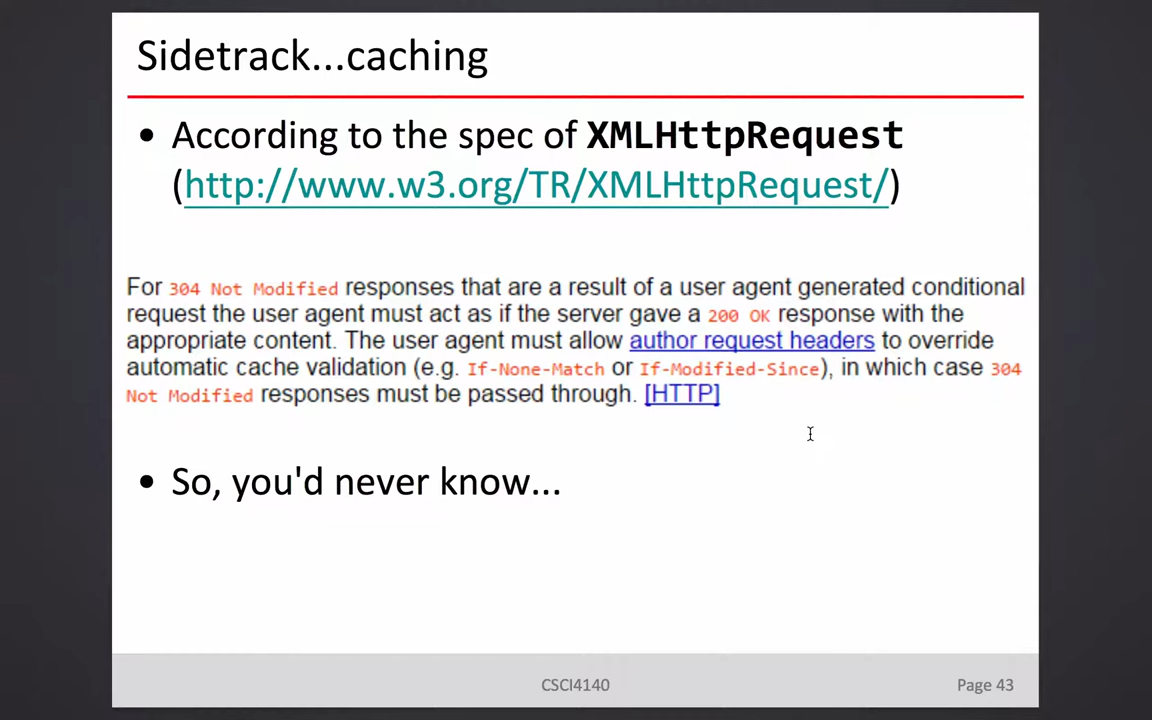 Sidetrack...caching
• According to the spec of XMLHttpRequest
(http://www.w3.org/TR/XMLHttpRequest/)
For 304 Not Modified responses that are a result of a user agent generated conditional
request the user agent must act as if the server gave a 200 OK response with the
appropriate content. The user agent must allow author request headers to override
automatic cache validation (e.g. If-None-Match or If-Modified-Since), in which case 304
Not Modified responses must be passed through. [HTTP]
• So, you'd never know...
CSCI4140
Page 43